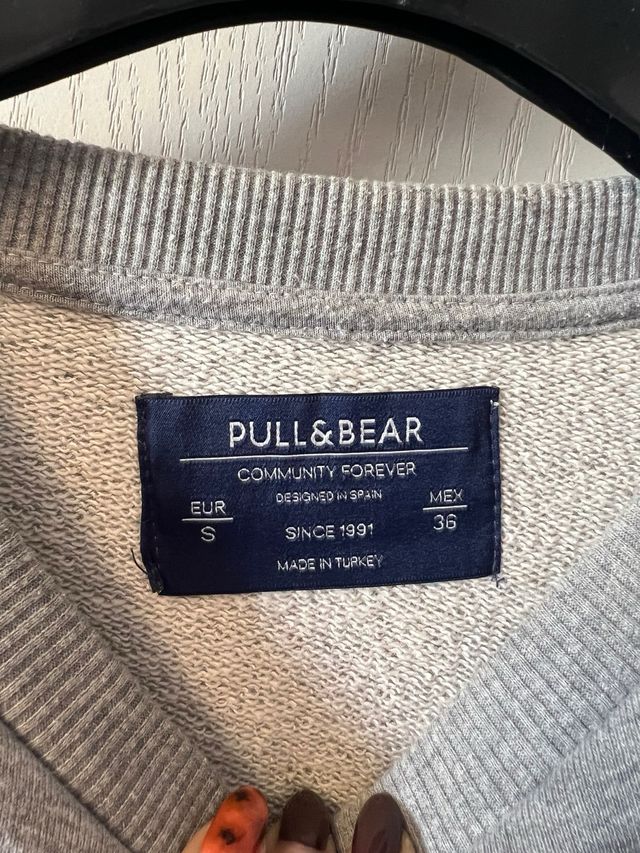 PULL&BEAR
COMMUNITY FOREVER
DESIGNED IN SPAIN
EUR
S
MEX
36
SINCE 1991
MADE IN TURKEY